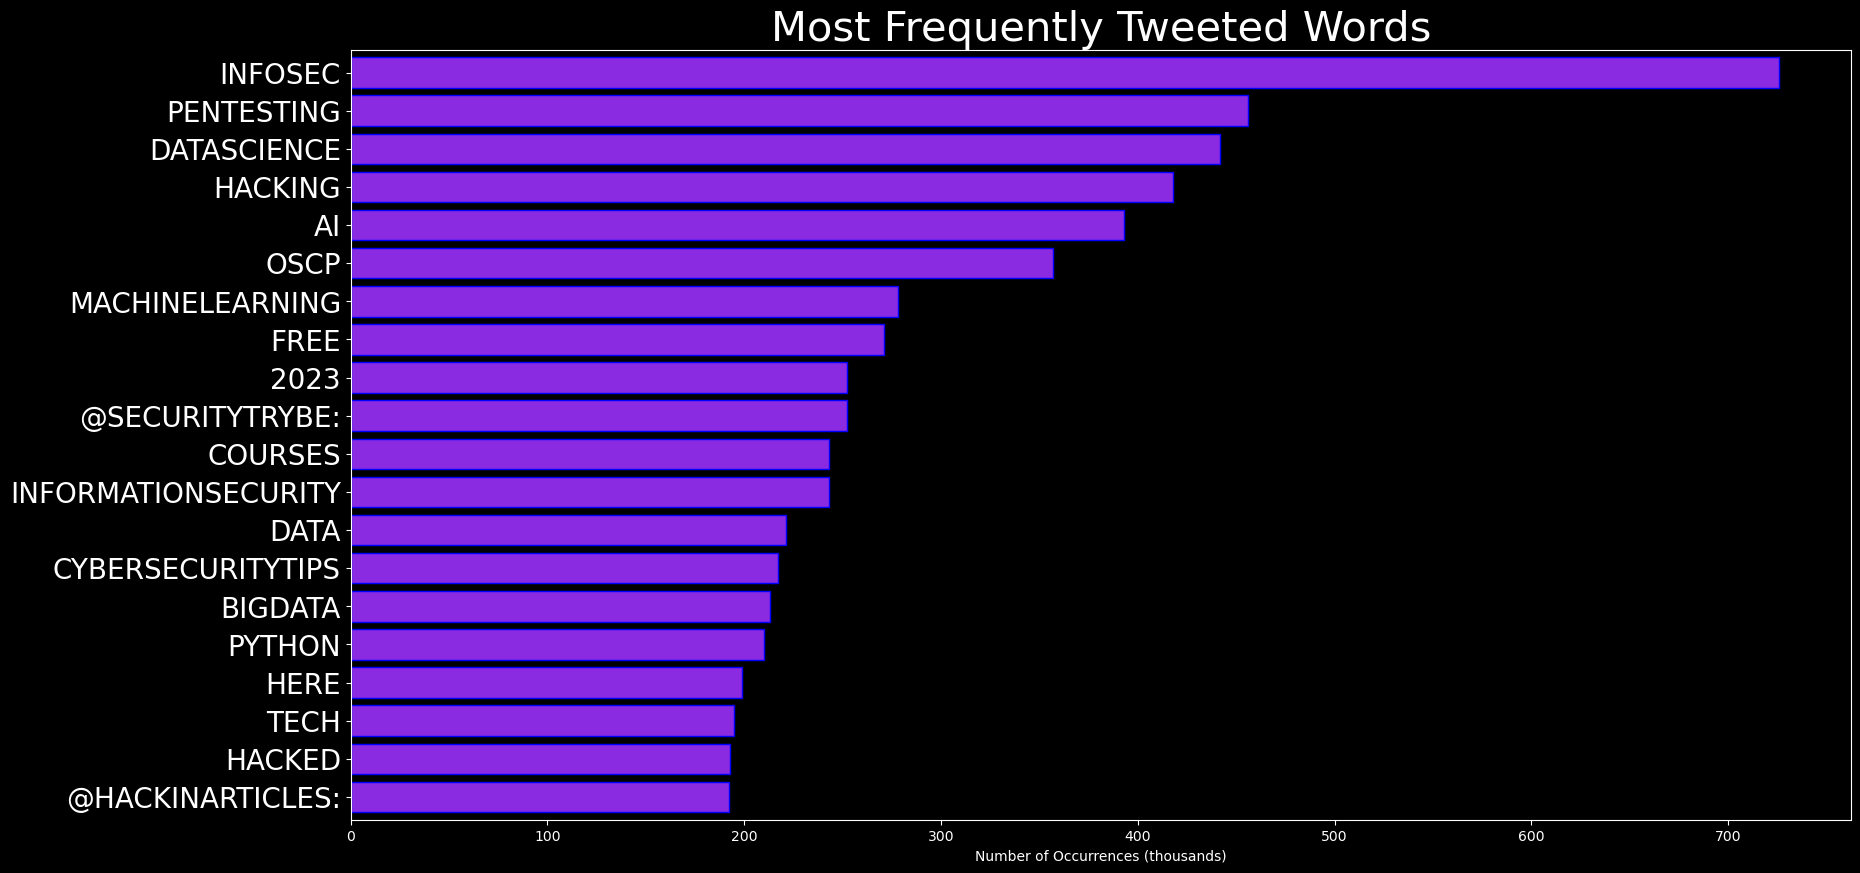 Most Frequently Tweeted Words
INFOSEC
PENTESTING
DATASCIENCE
HACKING
AI
OSCP
MACHINELEARNING
FREE
2023
@SECURITYTRYBE:
COURSES
INFORMATIONSECURITY
DATA
CYBERSECURITYTIPS
BIGDATA
PYTHON
HERE
TECH
HACKED
@HACKINARTICLES:
0 100 200 300 400 500 600 700
Number of Occurrences (thousands)